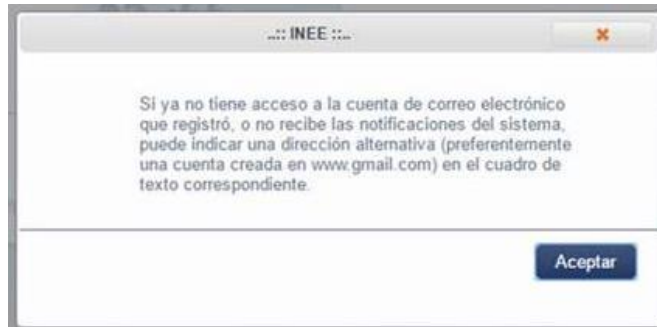 ..:: INEE ::..
Si ya no tiene acceso a la cuenta de correo electrónico
que registró, o no recibe las notificaciones del sistema,
puede indicar una dirección alternativa (preferentemente
una cuenta creada en www.gmail.com) en el cuadro de
texto correspondiente.
Aceptar